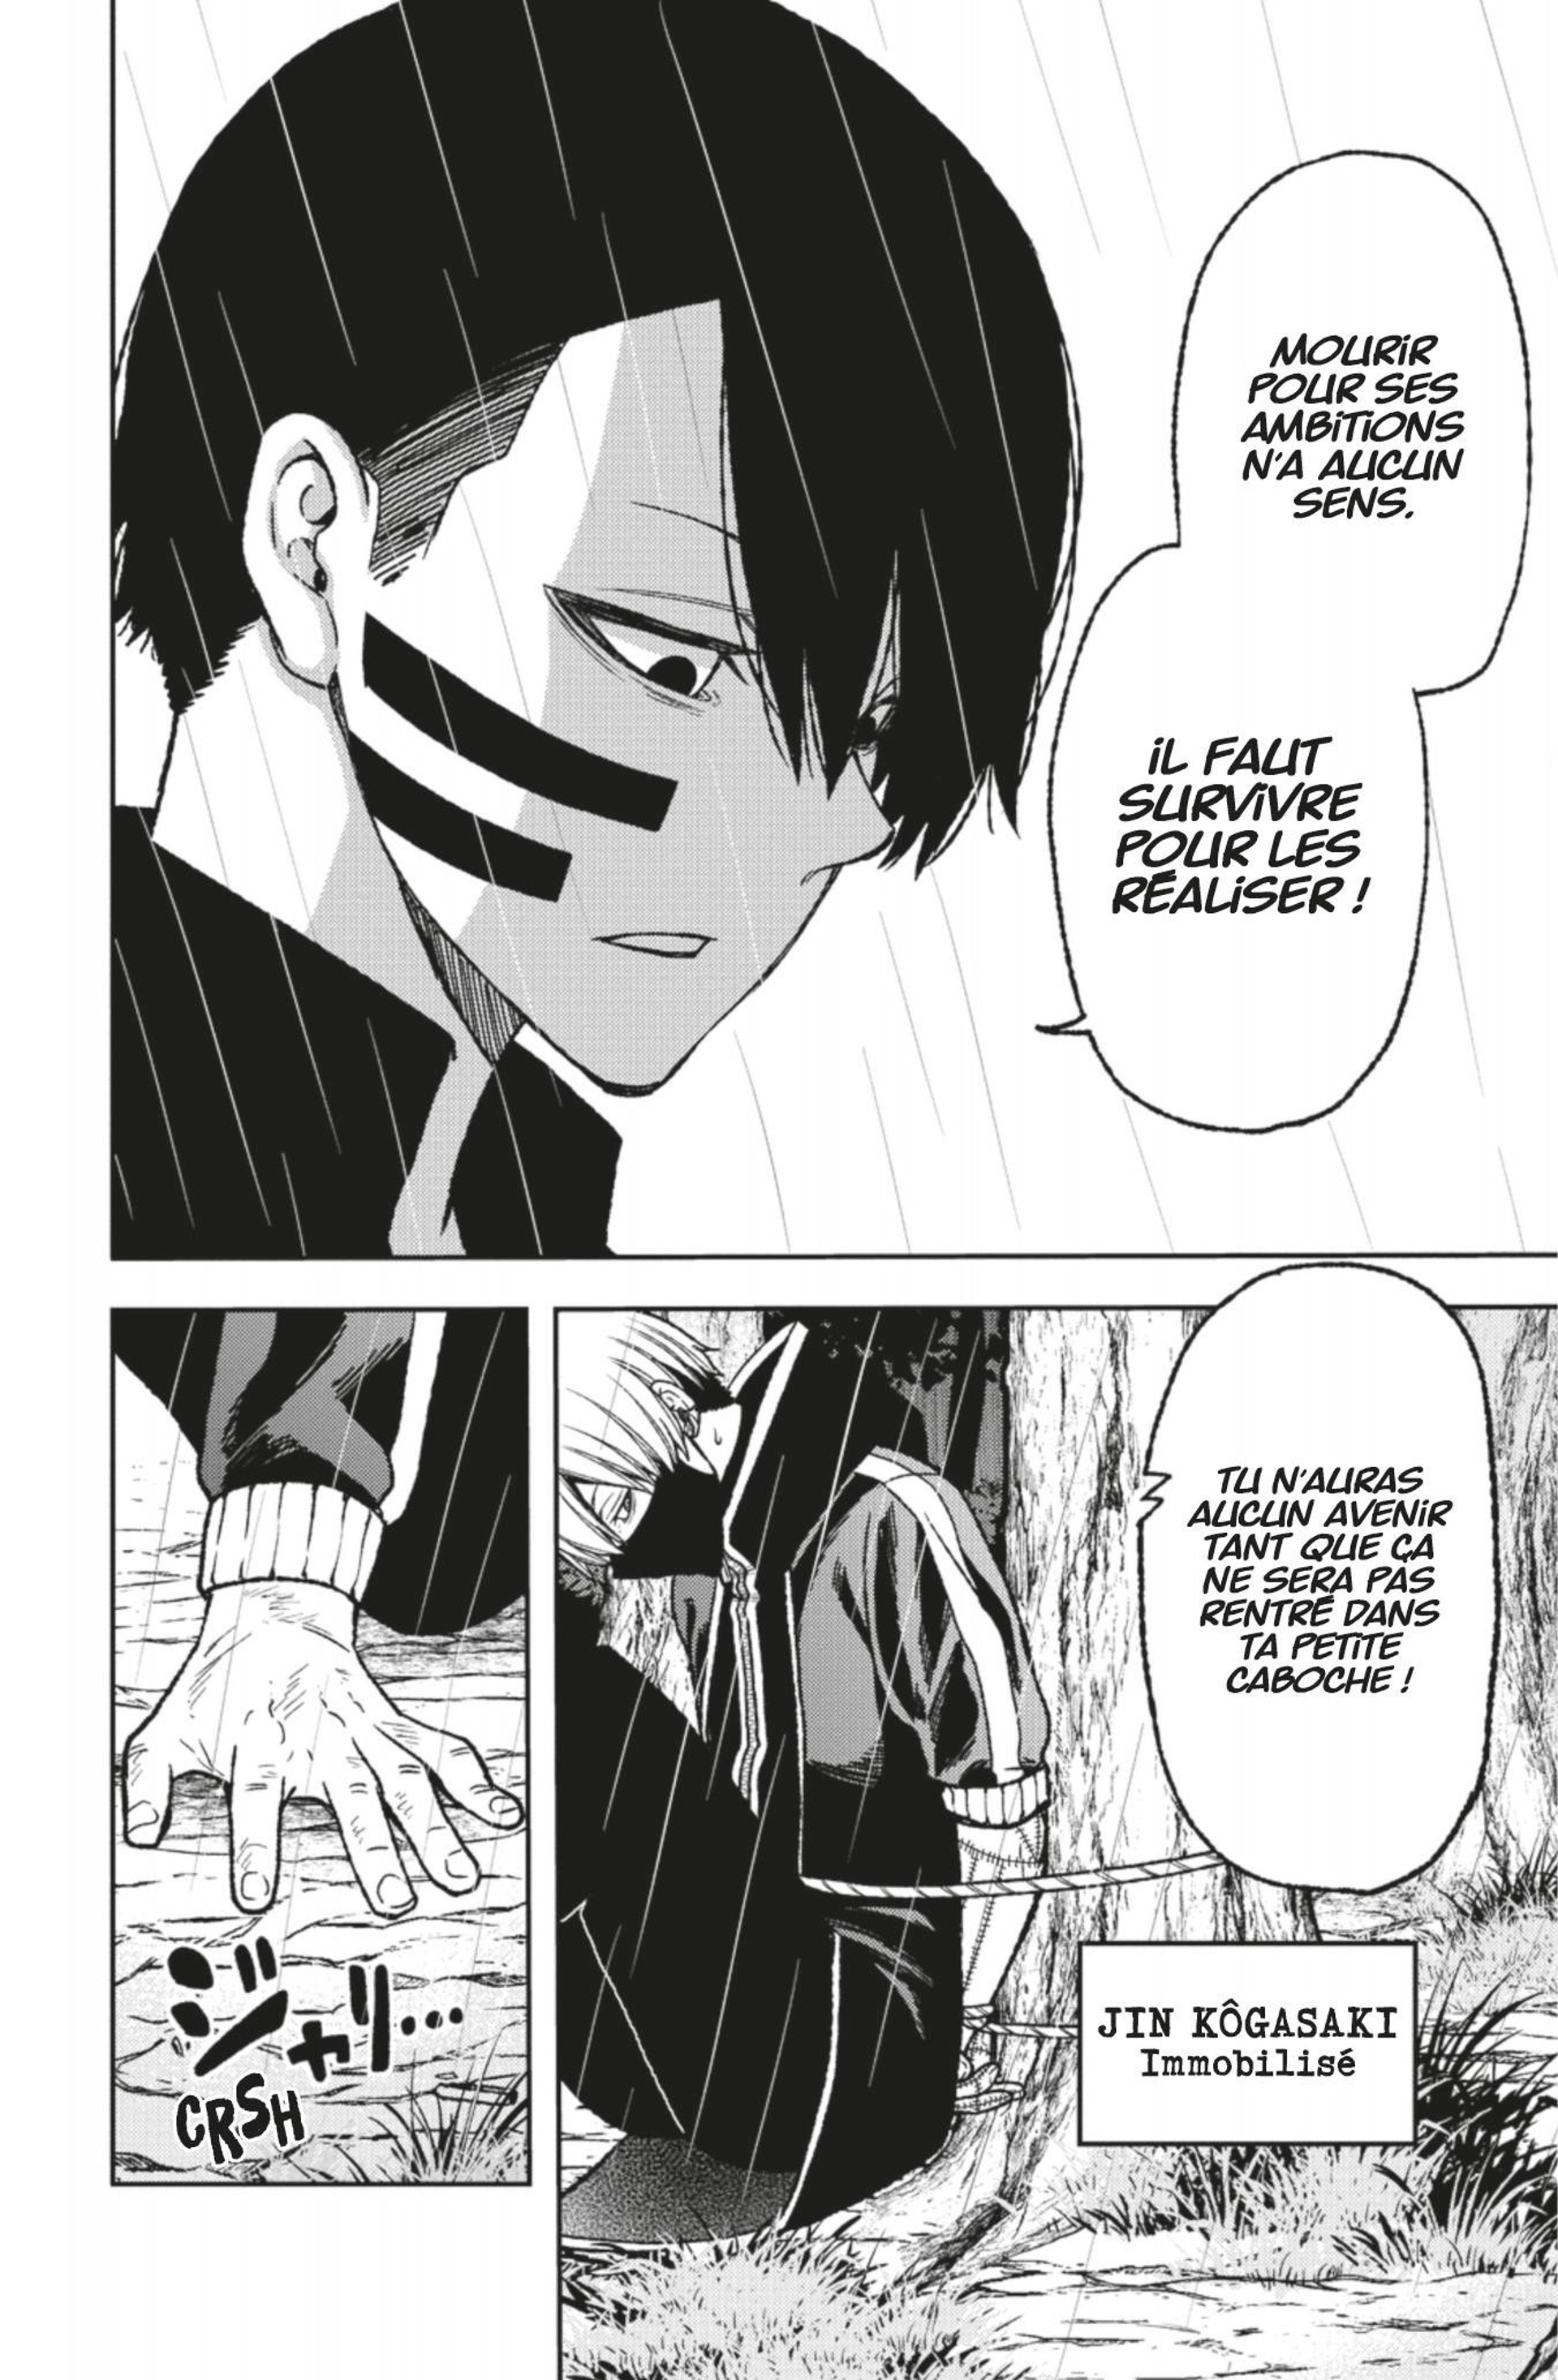 MOURIR
POUR SES
AMBITIONS
N'A AUCUN
SENS.
IL FAUT
SURVIVRE
POUR LES
RÉALISER !
TU N'AURAS
AUCUN AVENIR
TANT QUE ÇA
NE SERA PAS
RENTRÉ DANS
TA PETITE
CABOCHE !
JIN KÔGASAKI
Immobilisé
ジャリ…
CRSH